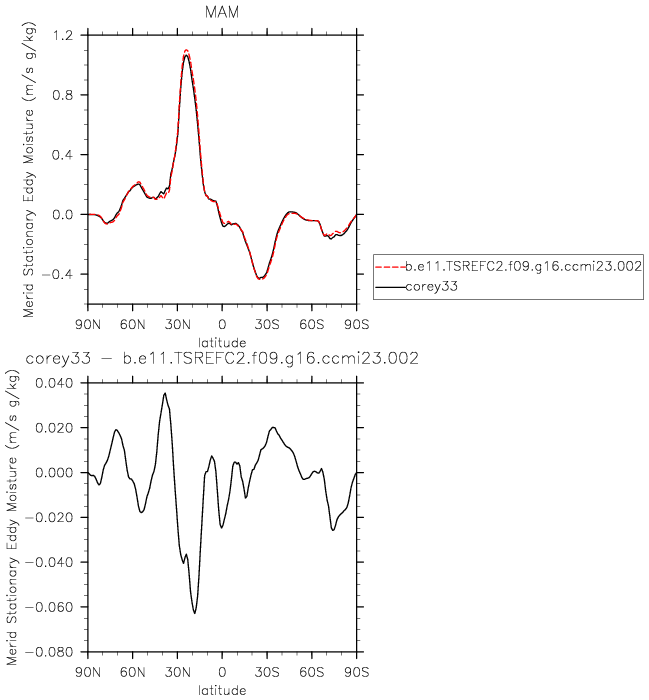 MAM
Merid Stationary Eddy Moisture (m/s g/kg)
1.2
0.8
0.4
0.0
−0.4
90N 60N 30N 0 30S 60S 90S
latitude
b.e11.TSREFC2.f09.g16.ccmi23.002
corey33
corey33 − b.e11.TSREFC2.f09.g16.ccmi23.002
Merid Stationary Eddy Moisture (m/s g/kg)
0.040
0.020
0.000
−0.020
−0.040
−0.060
−0.080
90N 60N 30N 0 30S 60S 90S
latitude